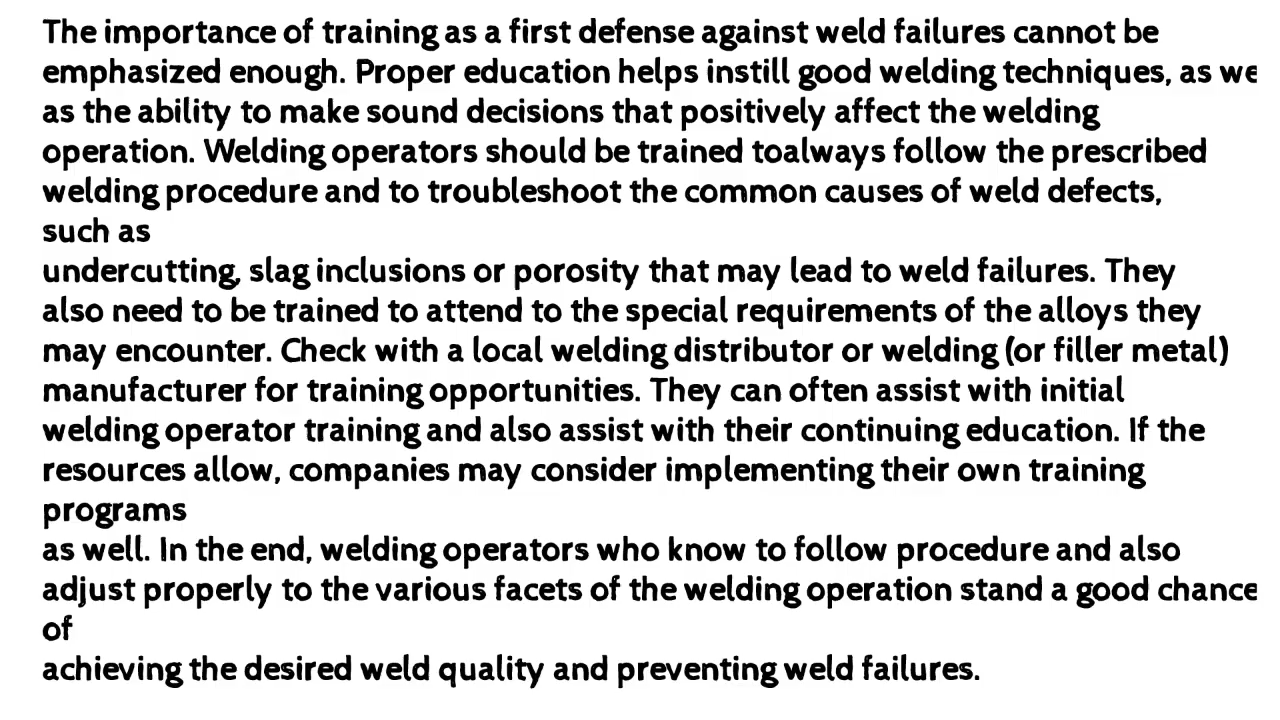 The importance of training as a first defense against weld failures cannot be
emphasized enough. Proper education helps instill good welding techniques, as we
as the ability to make sound decisions that positively affect the welding
operation. Welding operators should be trained toalways follow the prescribed
welding procedure and to troubleshoot the common causes of weld defects,
such as
undercutting, slag inclusions or porosity that may lead to weld failures. They
also need to be trained to attend to the special requirements of the alloys they
may encounter. Check with a local welding distributor or welding (or filler metal)
manufacturer for training opportunities. They can often assist with initial
welding operator training and also assist with their continuing education. If the
resources allow, companies may consider implementing their own training
programs
as well. In the end, welding operators who know to follow procedure and also
adjust properly to the various facets of the welding operation stand a good chance
of
achieving the desired weld quality and preventing weld failures.